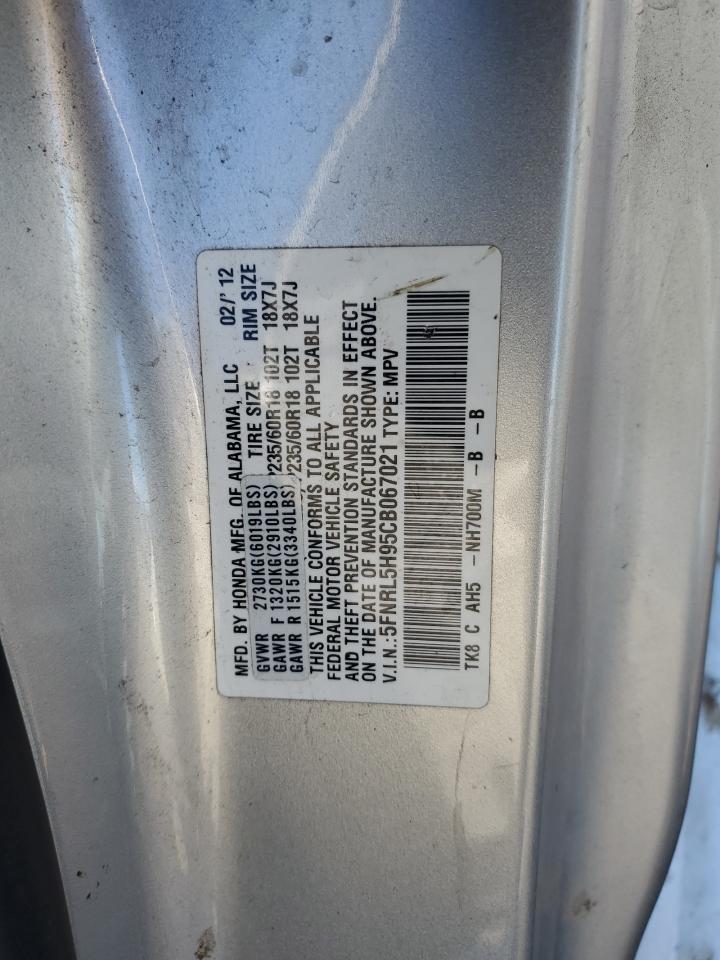 MFD. BY HONDA MFG. OF ALABAMA, LLC 02/'12
GVWR 2730KG(6019LBS) TIRE SIZE RIM SIZE
GAWR F 1320KG(2910LBS) P235/60R18 102T 18X7J
GAWR R 1515KG(3340LBS) P235/60R18 102T 18X7J
THIS VEHICLE CONFORMS TO ALL APPLICABLE
FEDERAL MOTOR VEHICLE SAFETY
AND THEFT PREVENTION STANDARDS IN EFFECT
ON THE DATE OF MANUFACTURE SHOWN ABOVE.
V.I.N.:5FNRL5H95CB067021 TYPE: MPV
TK8 C AH5 -NH700M -B -B